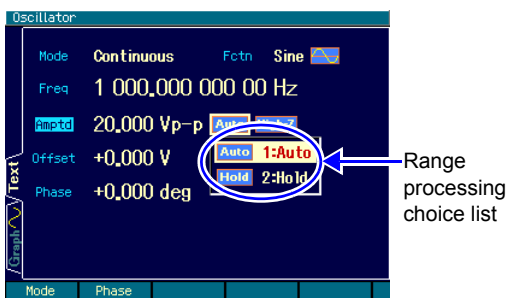 Oscillator
Mode Continuous Fctn Sine
Freq 1 000,000 000 00 Hz
Amptd 20,000 Vp-p Auto High-Z
Auto 1:Auto
Offset +0,000 V
Hold 2:Hold
Phase +0,000 deg
Text
Graph
Range
processing
choice list
Mode Phase